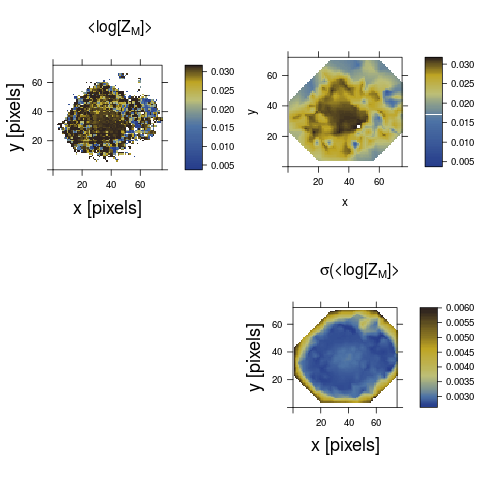 <log[Z_M]>
60
40
20
20 40 60
x [pixels]
y [pixels]
0.030
0.025
0.020
0.015
0.010
0.005
60
40
20
20 40 60
x
y
0.030
0.025
0.020
0.015
0.010
0.005
σ(<log[Z_M]>
60
40
20
20 40 60
x [pixels]
y [pixels]
0.0060
0.0055
0.0050
0.0045
0.0040
0.0035
0.0030